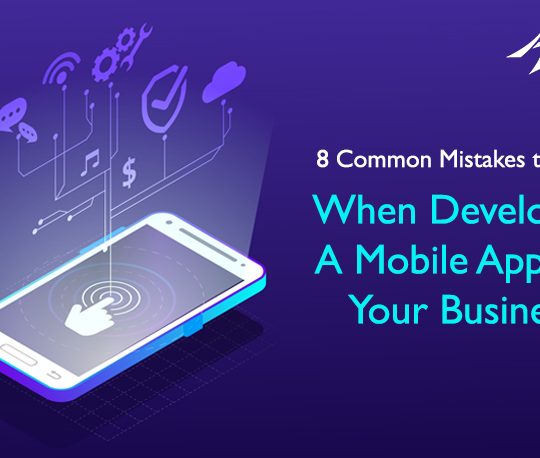 8 Common Mistakes t
When Develo
A Mobile App
Your Busine
$